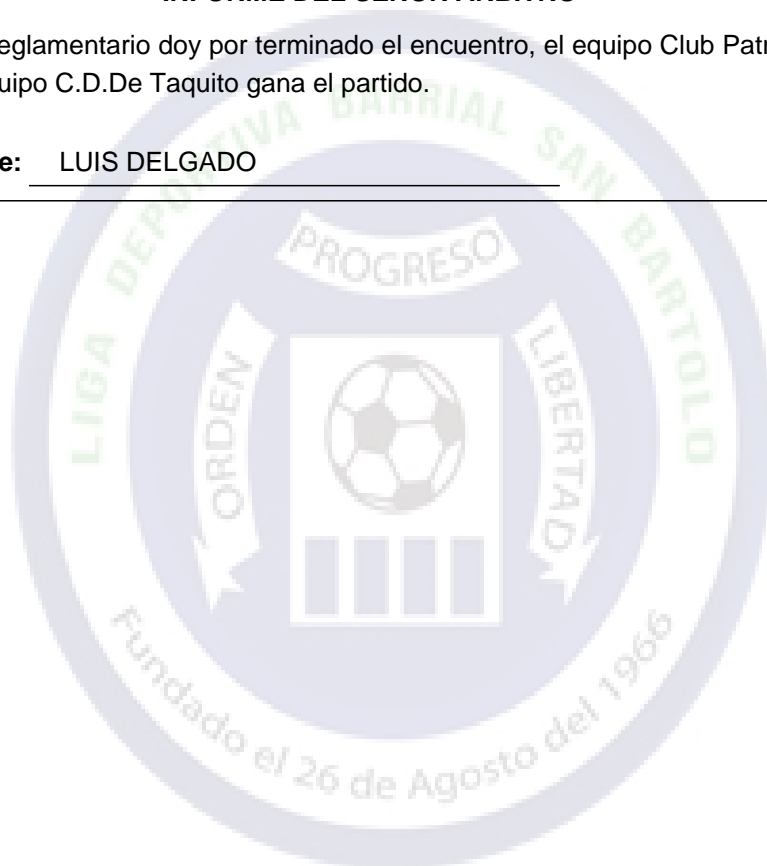 eglamentario doy por terminado el encuentro, el equipo Club Patr
uipo C.D.De Taquito gana el partido.
e: LUIS DELGADO
LIGA DEPORTIVA BARRIAL SAN BARTOLO
PROGRESO
ORDEN
LIBERTAD
Fundado el 26 de Agosto del 1966